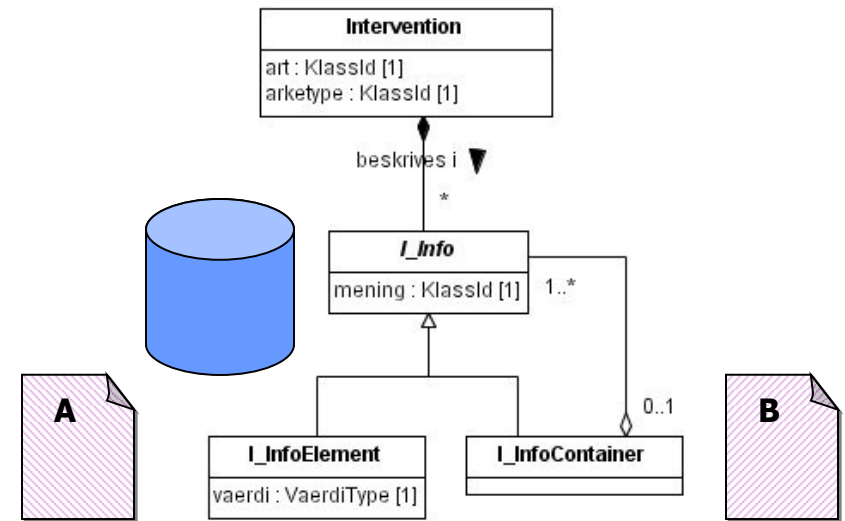 Intervention
art : KlassId [1]
arketype : KlassId [1]
beskrives i
*
I_Info
mening : KlassId [1]
1..*
A
B
0..1
I_InfoElement
vaerdi : VaerdiType [1]
I_InfoContainer